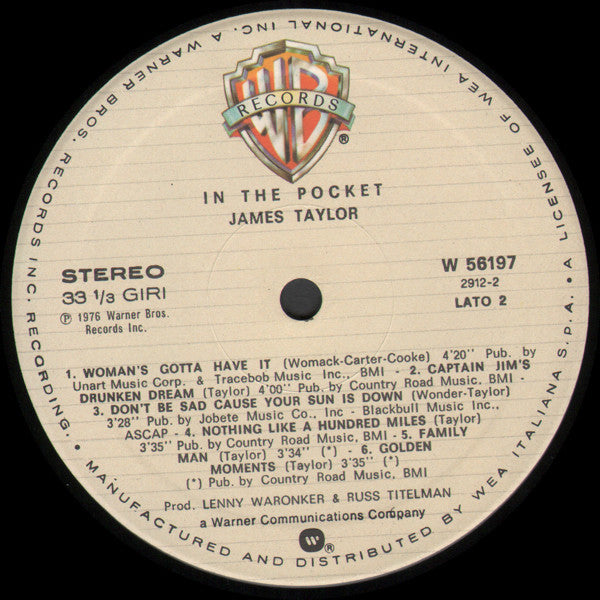 WB
RECORDS
®
IN THE POCKET
JAMES TAYLOR
STEREO
33 1/3 GIRI
℗ 1976 Warner Bros.
Records Inc.
W 56197
2912-2
LATO 2
1. WOMAN'S GOTTA HAVE IT (Womack-Carter-Cooke) 4'20" Pub. by
Unart Music Corp. & Tracebob Music Inc., BMI - 2. CAPTAIN JIM'S
DRUNKEN DREAM (Taylor) 4'00" Pub. by Country Road Music, BMI -
3. DON'T BE SAD CAUSE YOUR SUN IS DOWN (Wonder-Taylor)
3'28" Pub. by Jobete Music Co., Inc - Blackbull Music Inc.,
ASCAP - 4. NOTHING LIKE A HUNDRED MILES (Taylor)
3'35" Pub. by Country Road Music, BMI - 5. FAMILY
MAN (Taylor) 3'34" (*) - 6. GOLDEN
MOMENTS (Taylor) 3'35" (*)
(*) Pub. by Country Road Music, BMI
Prod. LENNY WARONKER & RUSS TITELMAN
a Warner Communications Company
W ®
• MANUFACTURED AND DISTRIBUTED BY WEA ITALIANA S.P.A. • A LICENSEE OF WEA INTERNATIONAL INC. A WARNER BROS. RECORDS INC. RECORDING.